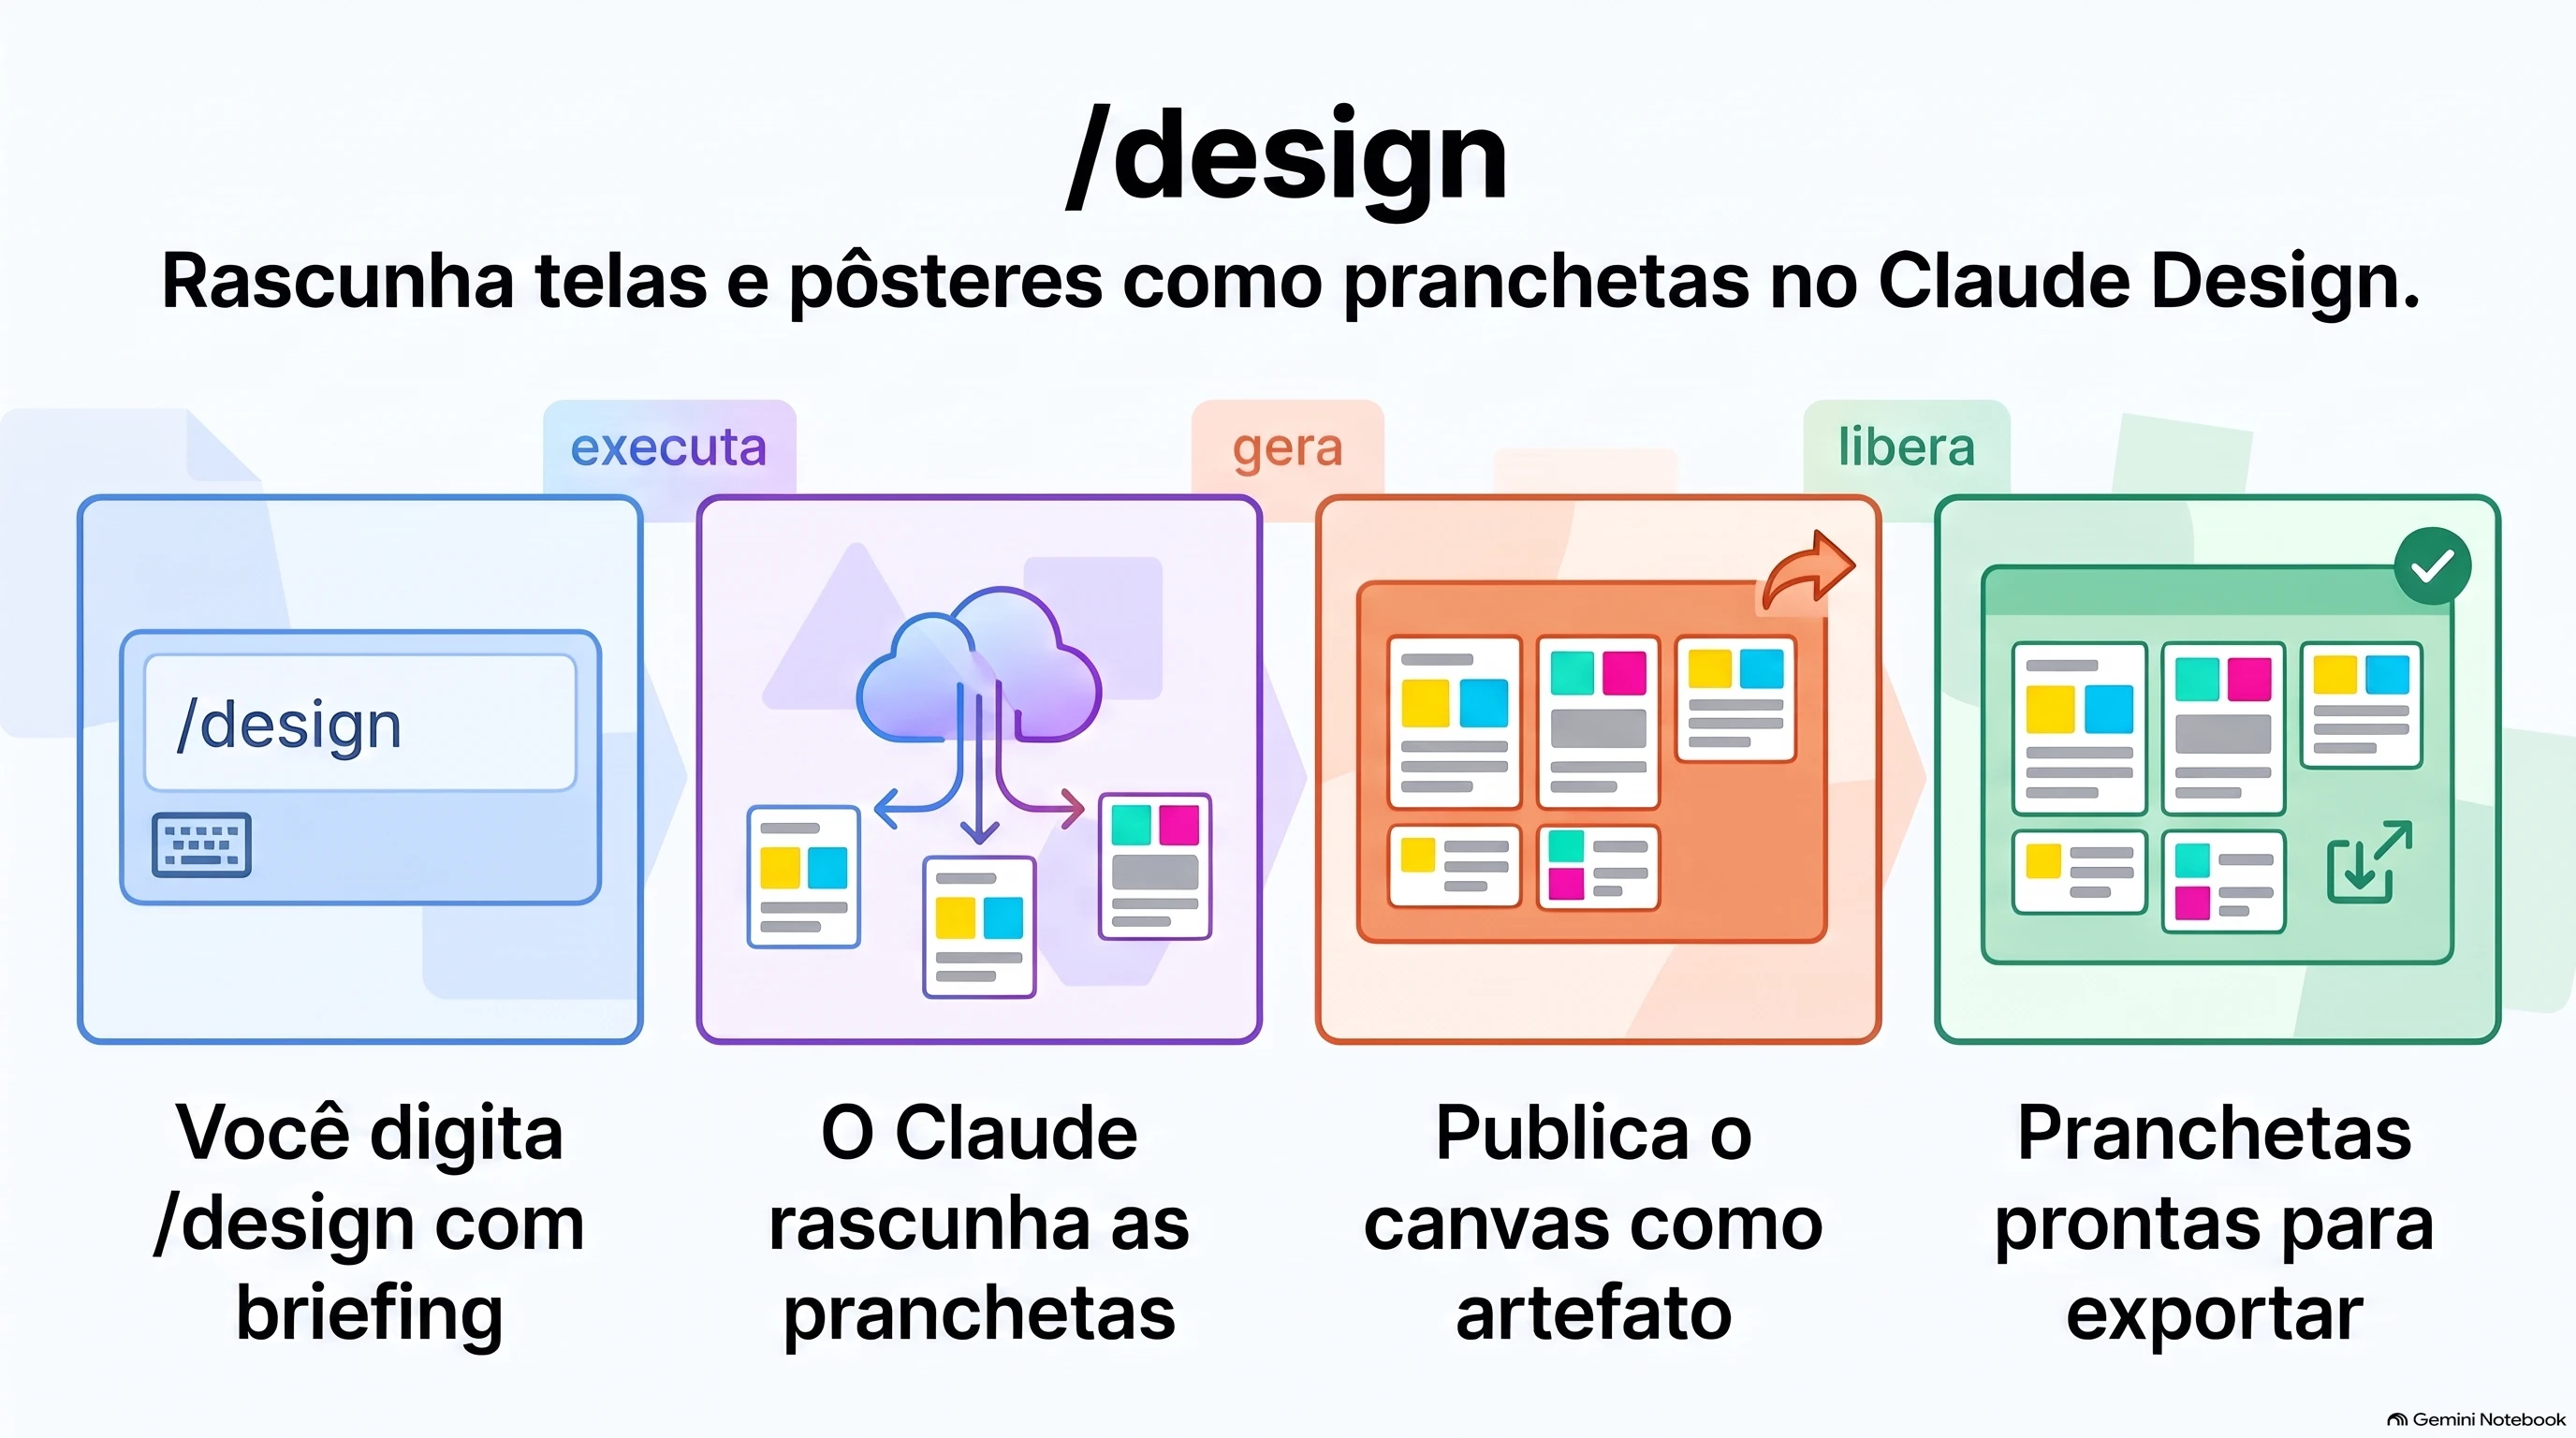 /design
Rascunha telas e pôsteres como pranchetas no Claude Design.
executa
gera
libera
/design
Você digita
/design com
briefing
O Claude
rascunha as
pranchetas
Publica o
canvas como
artefato
Pranchetas
prontas para
exportar
Gemini Notebook